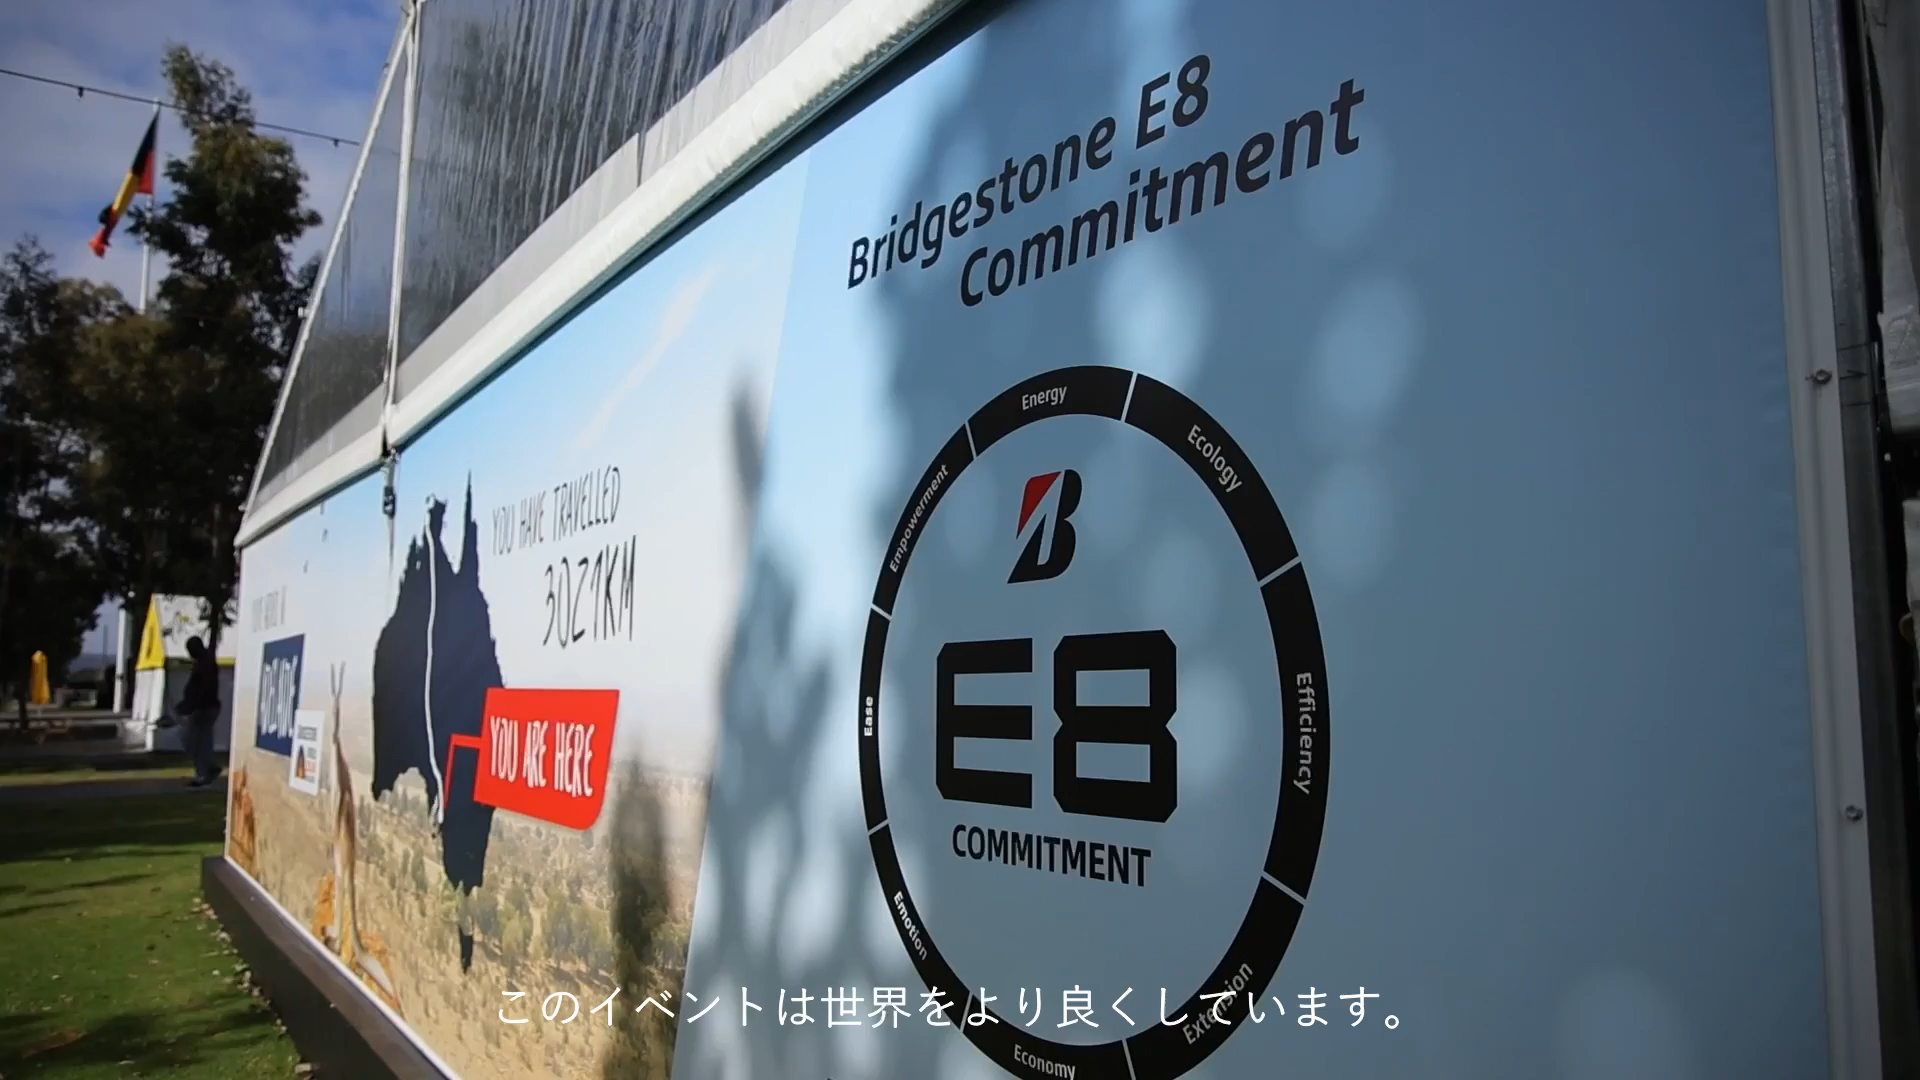 Bridgestone E8
Commitment
Energy
Ecology
Efficiency
Extension
Economy
Emotion
Ease
Empowerment
B
E8
COMMITMENT
YOU HAVE TRAVELLED
3021KM
YOU ARE HERE
ADELAIDE
このイベントは世界をより良くしています。